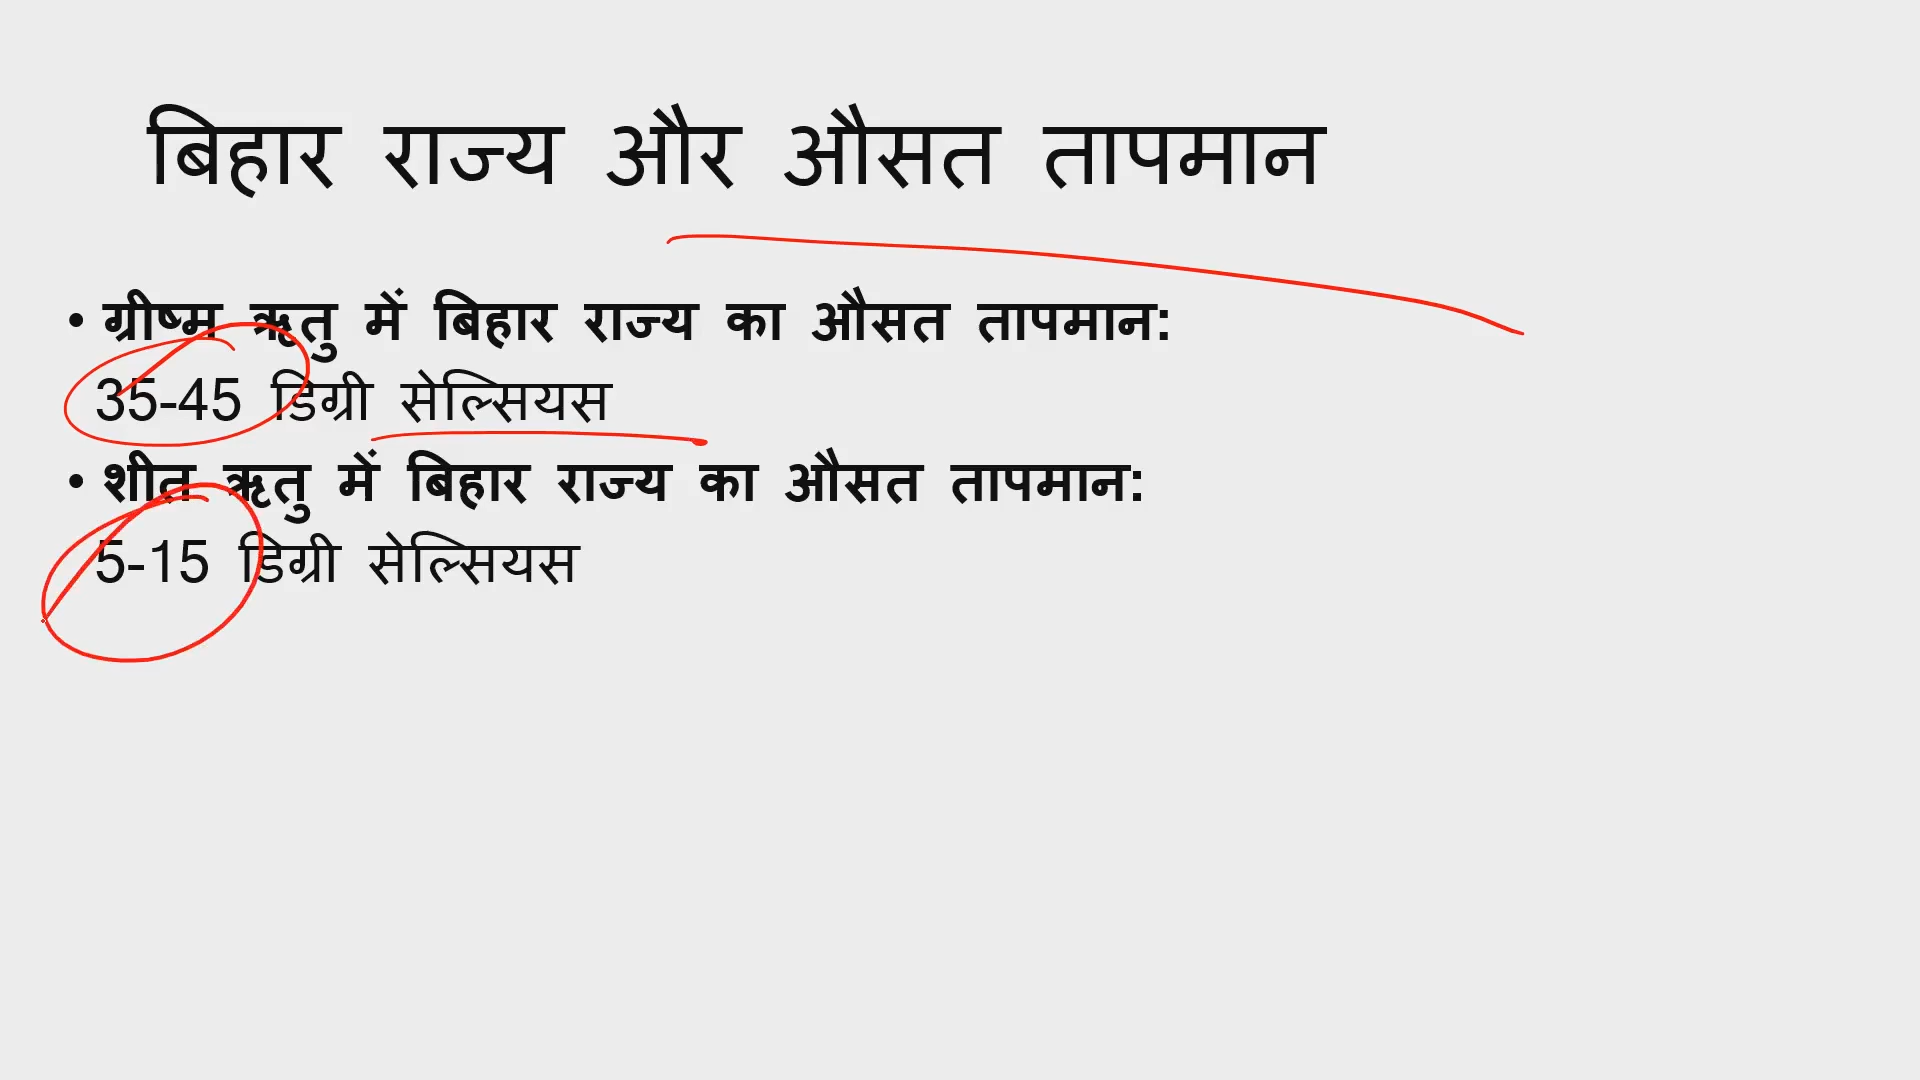 बिहार राज्य और औसत तापमान
• ग्रीष्म ऋतु में बिहार राज्य का औसत तापमान:
35-45 डिग्री सेल्सियस
• शीत ऋतु में बिहार राज्य का औसत तापमान:
5-15 डिग्री सेल्सियस